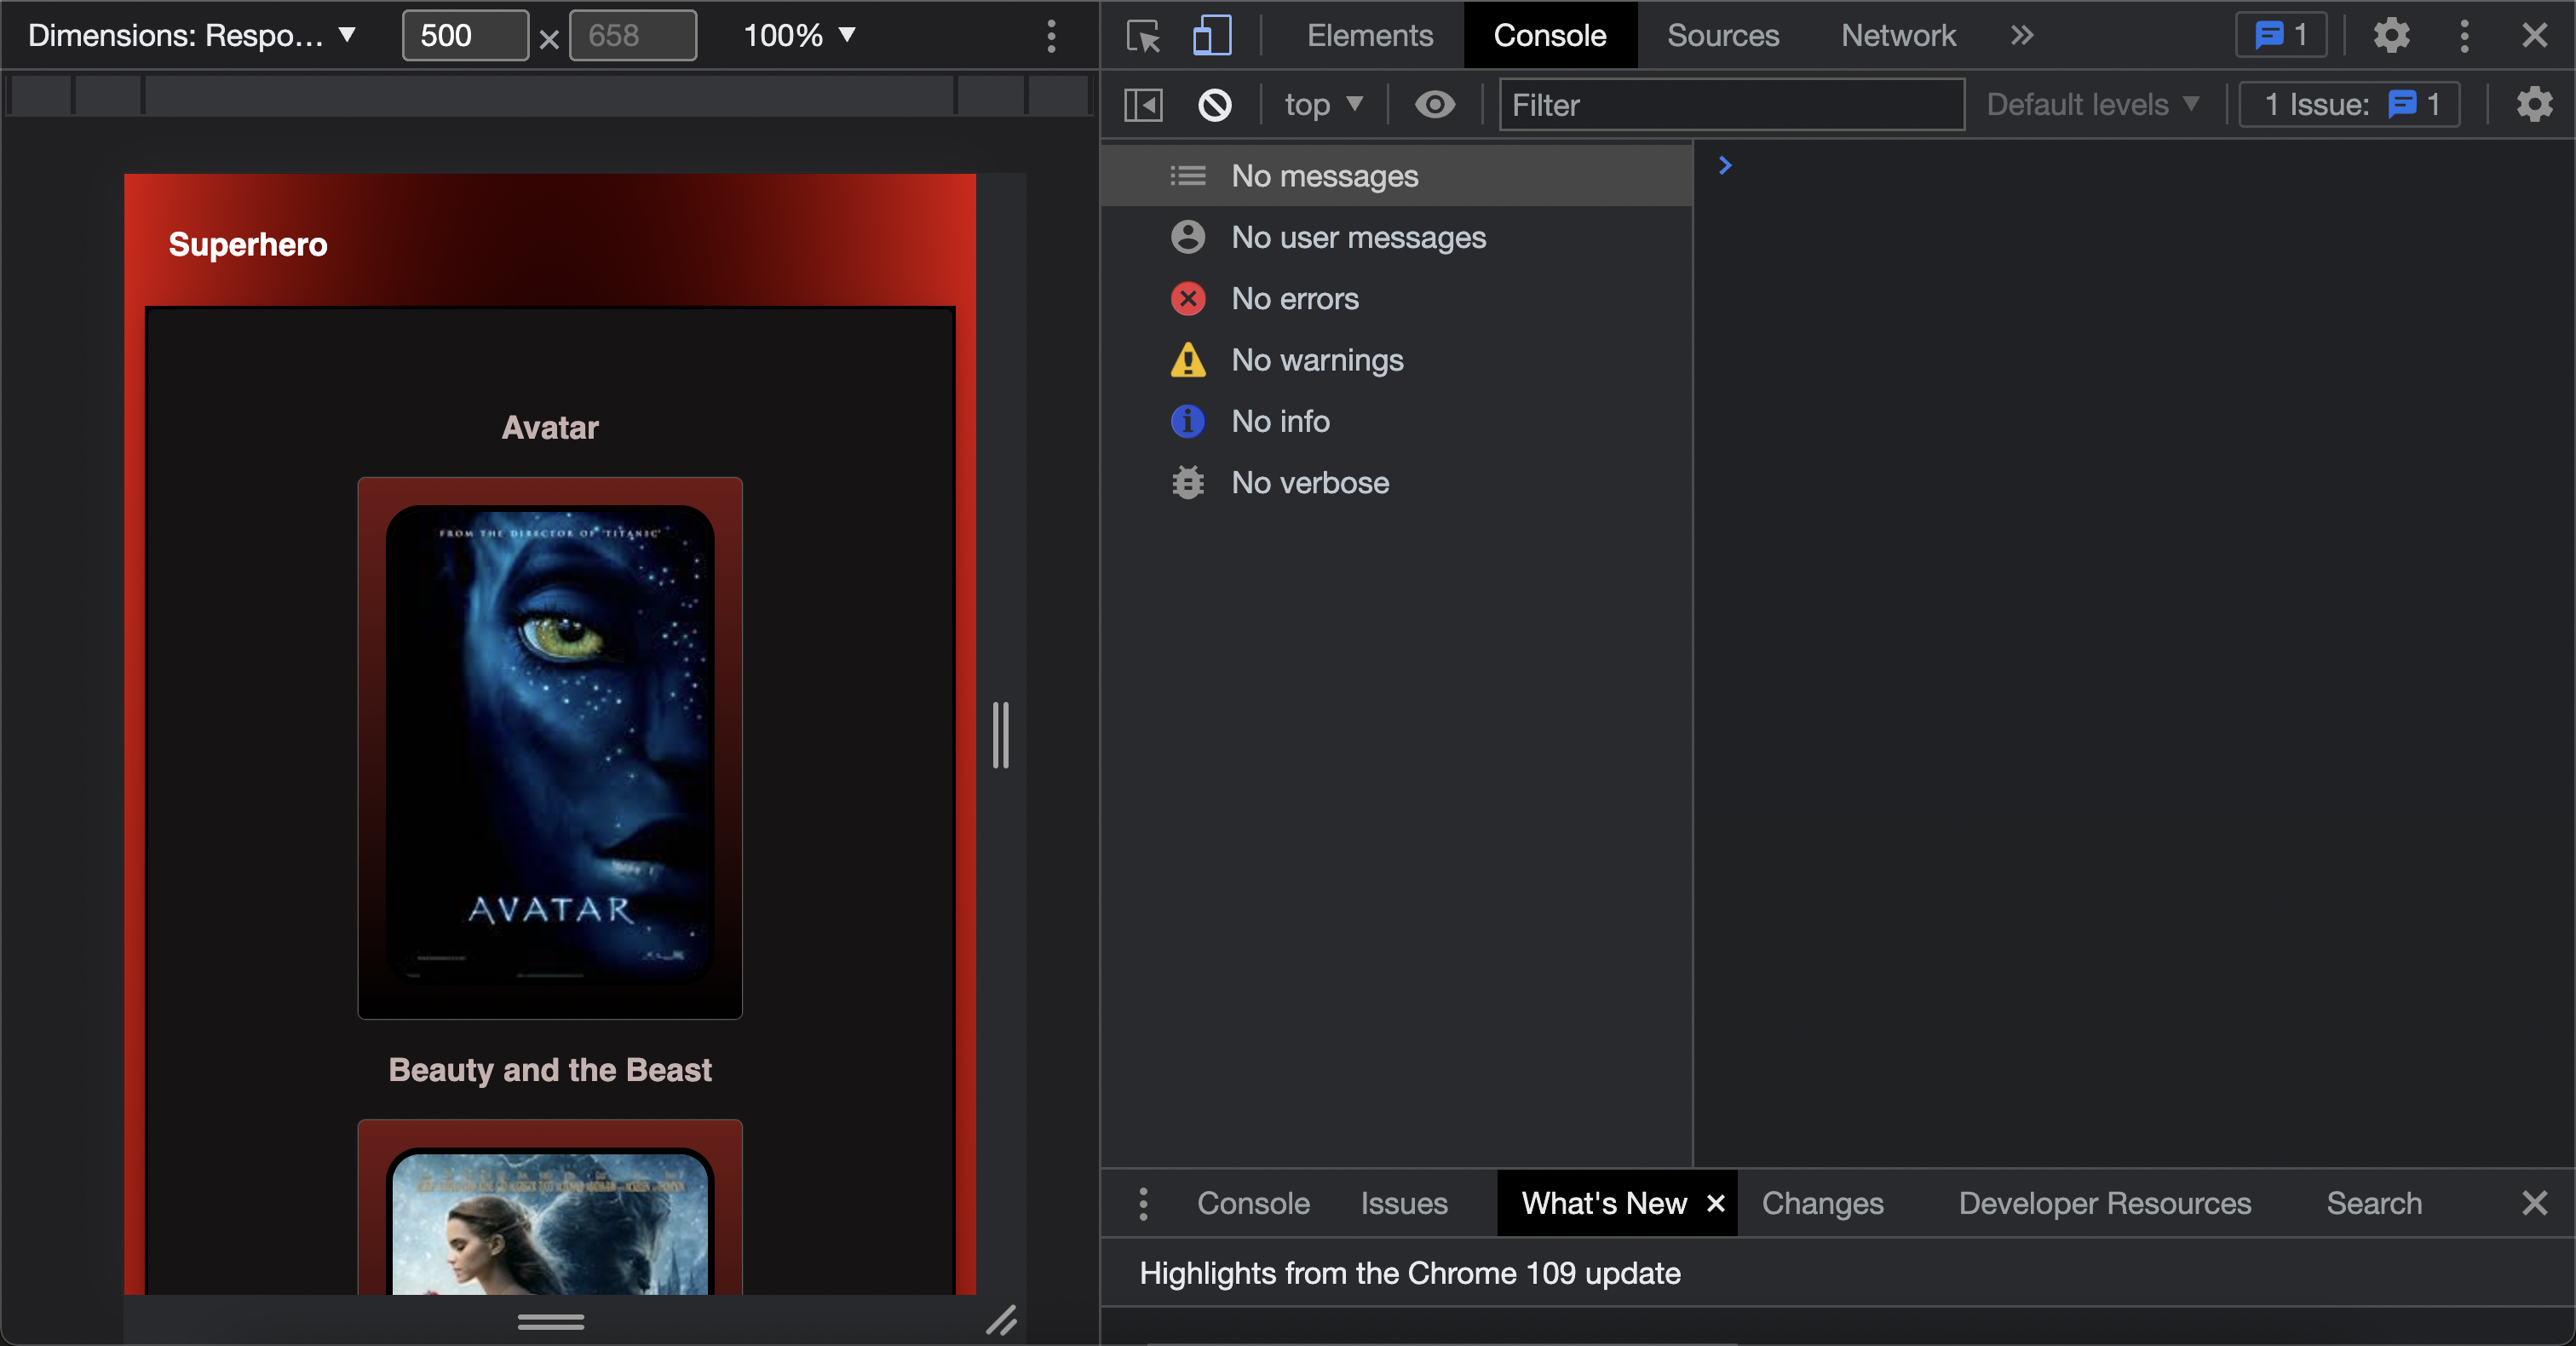 Dimensions: Respo... ▼ 500 × 658 100% ▼
Elements Console Sources Network » 1
top ▼ Filter Default levels ▼ 1 Issue: 1
Superhero
Avatar
FROM THE DIRECTOR OF 'TITANIC'
AVATAR
Beauty and the Beast
No messages
No user messages
No errors
No warnings
No info
No verbose
Console Issues What's New × Changes Developer Resources Search
Highlights from the Chrome 109 update